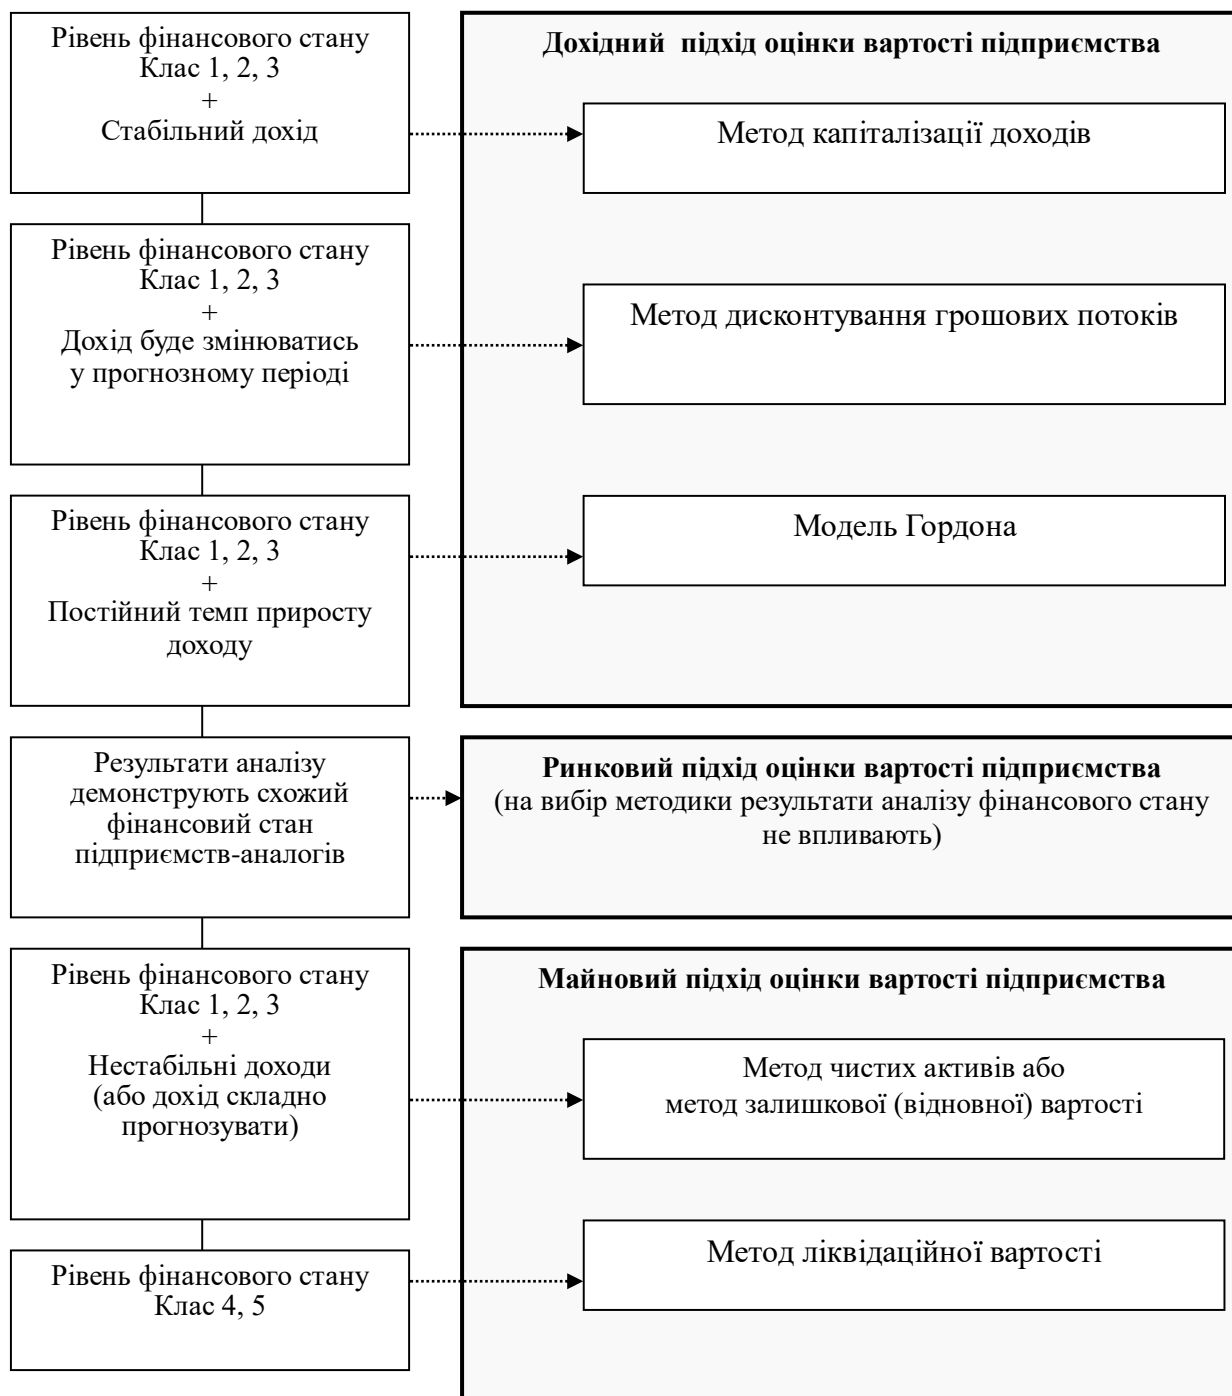 Рівень фінансового стану
Клас 1, 2, 3
+
Стабільний дохід
Дохідний підхід оцінки вартості підприємства
Метод капіталізації доходів
Рівень фінансового стану
Клас 1, 2, 3
+
Дохід буде змінюватись
у прогнозному періоді
Метод дисконтування грошових потоків
Рівень фінансового стану
Клас 1, 2, 3
+
Постійний темп приросту
доходу
Модель Гордона
Результати аналізу
демонструють схожий
фінансовий стан
підприємств-аналогів
Ринковий підхід оцінки вартості підприємства
(на вибір методики результати аналізу фінансового стану
не впливають)
Рівень фінансового стану
Клас 1, 2, 3
+
Нестабільні доходи
(або дохід складно
прогнозувати)
Майновий підхід оцінки вартості підприємства
Метод чистих активів або
метод залишкової (відновної) вартості
Рівень фінансового стану
Клас 4, 5
Метод ліквідаційної вартості